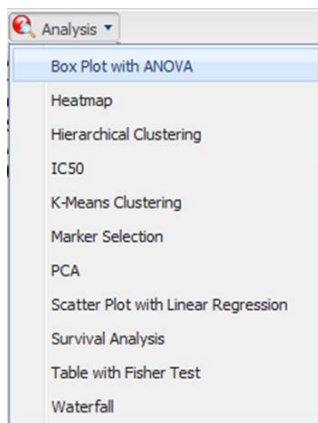 Analysis
Box Plot with ANOVA
Heatmap
Hierarchical Clustering
IC50
K-Means Clustering
Marker Selection
PCA
Scatter Plot with Linear Regression
Survival Analysis
Table with Fisher Test
Waterfall